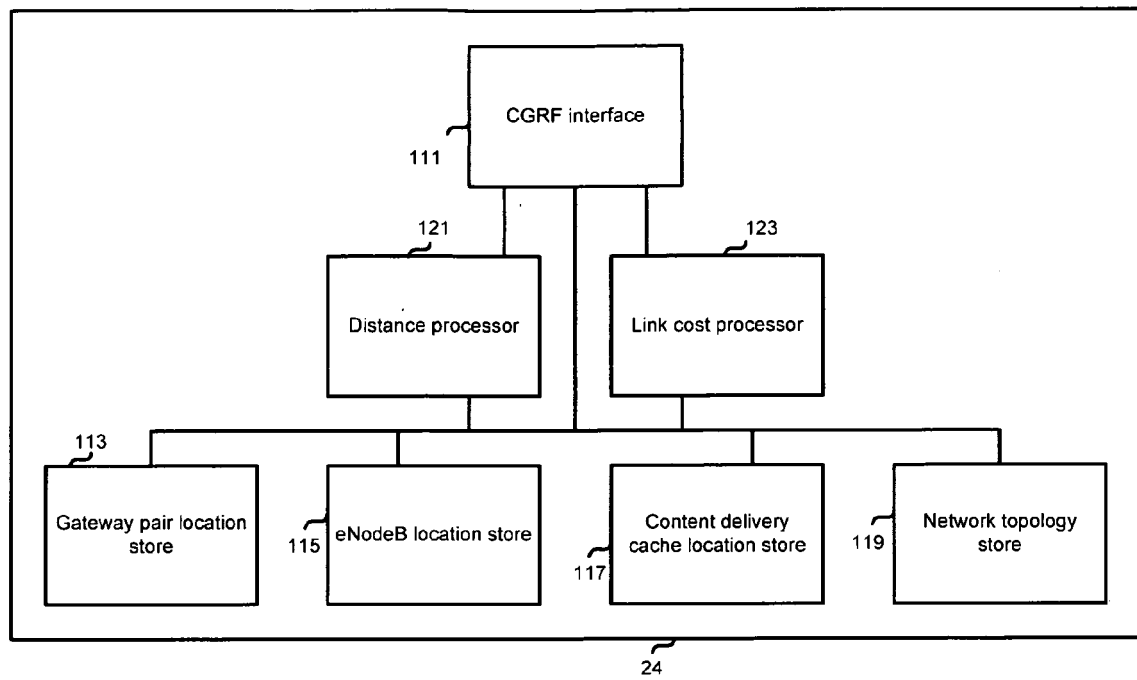 CGRF interface
111
121
123
Distance processor
Link cost processor
113
Gateway pair location
store
115
eNodeB location store
117
Content delivery
cache location store
119
Network topology
store
24